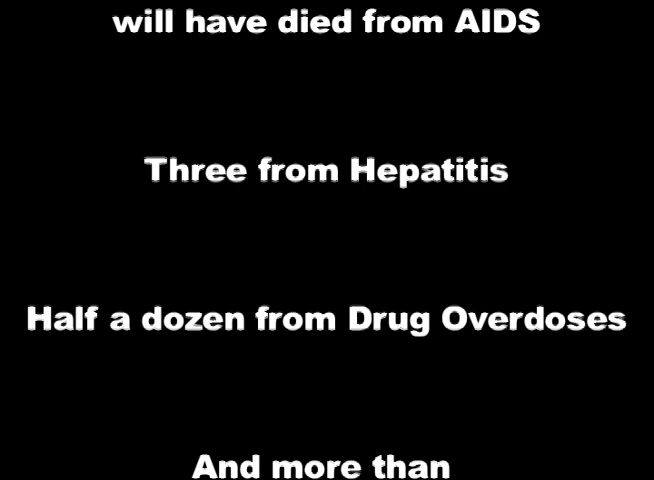 will have died from AIDS
Three from Hepatitis
Half a dozen from Drug Overdoses
And more than